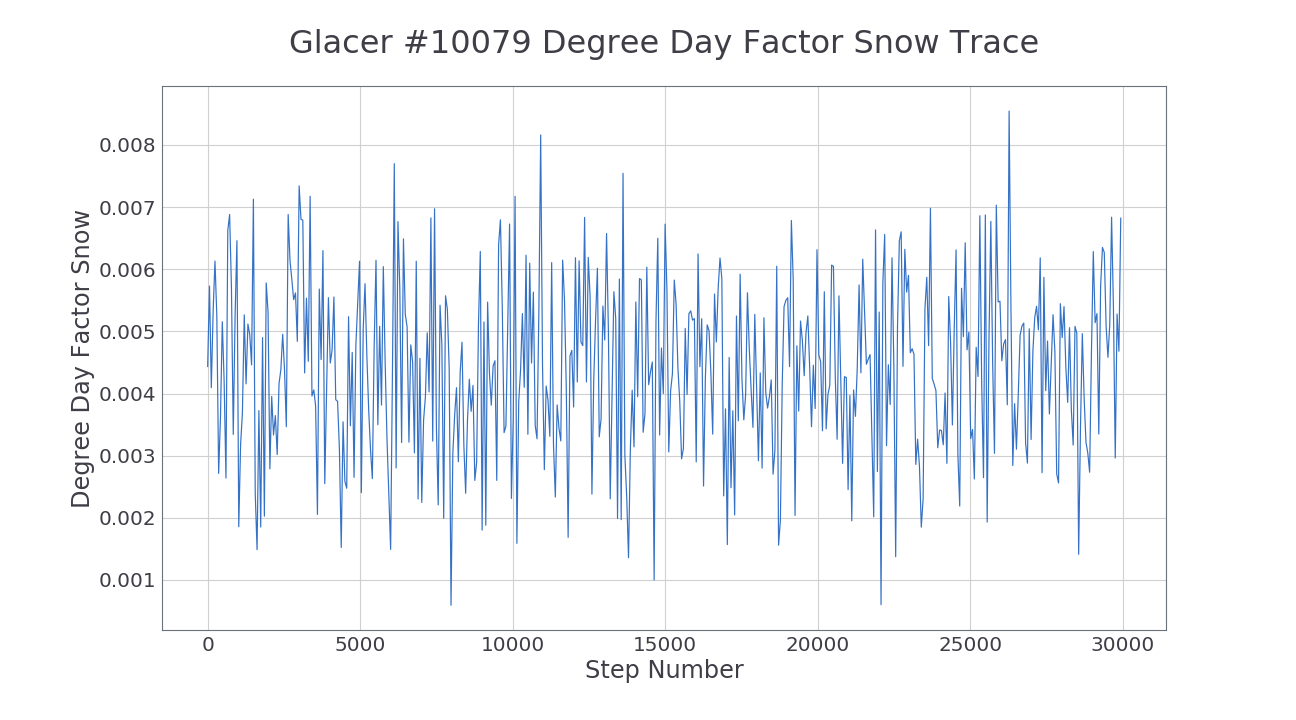 Glacer #10079 Degree Day Factor Snow Trace
Degree Day Factor Snow
0.008
0.007
0.006
0.005
0.004
0.003
0.002
0.001
0 5000 10000 15000 20000 25000 30000
Step Number